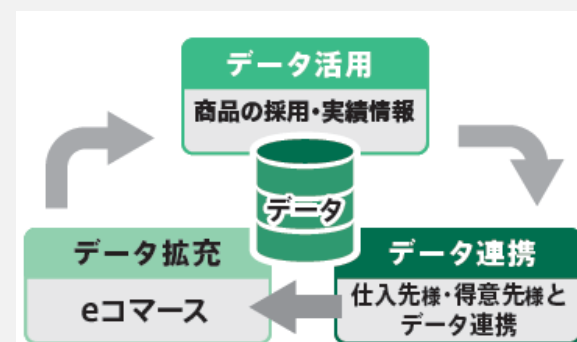 データ活用
商品の採用・実績情報
データ
データ拡充
eコマース
データ連携
仕入先様・得意先様と
データ連携